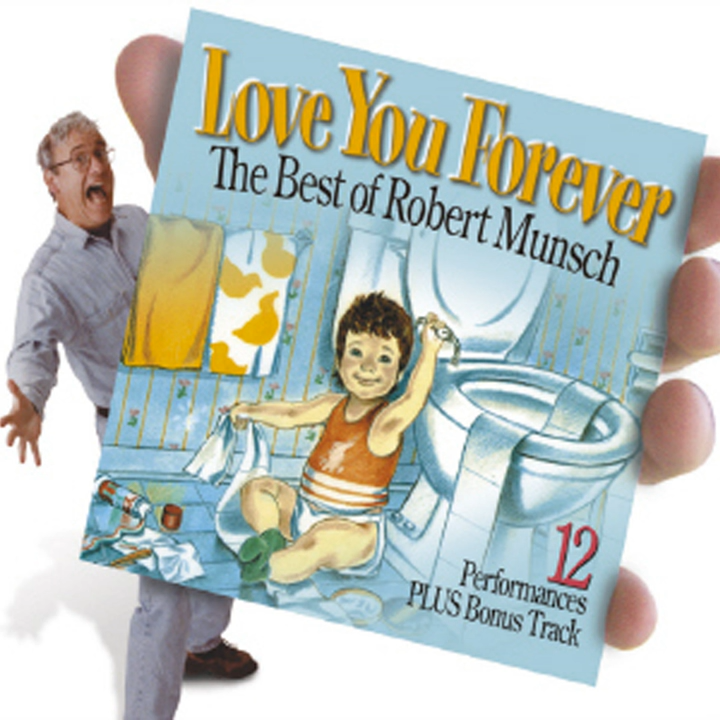 Love You Forever
The Best of Robert Munsch
12
Performances
PLUS Bonus Track